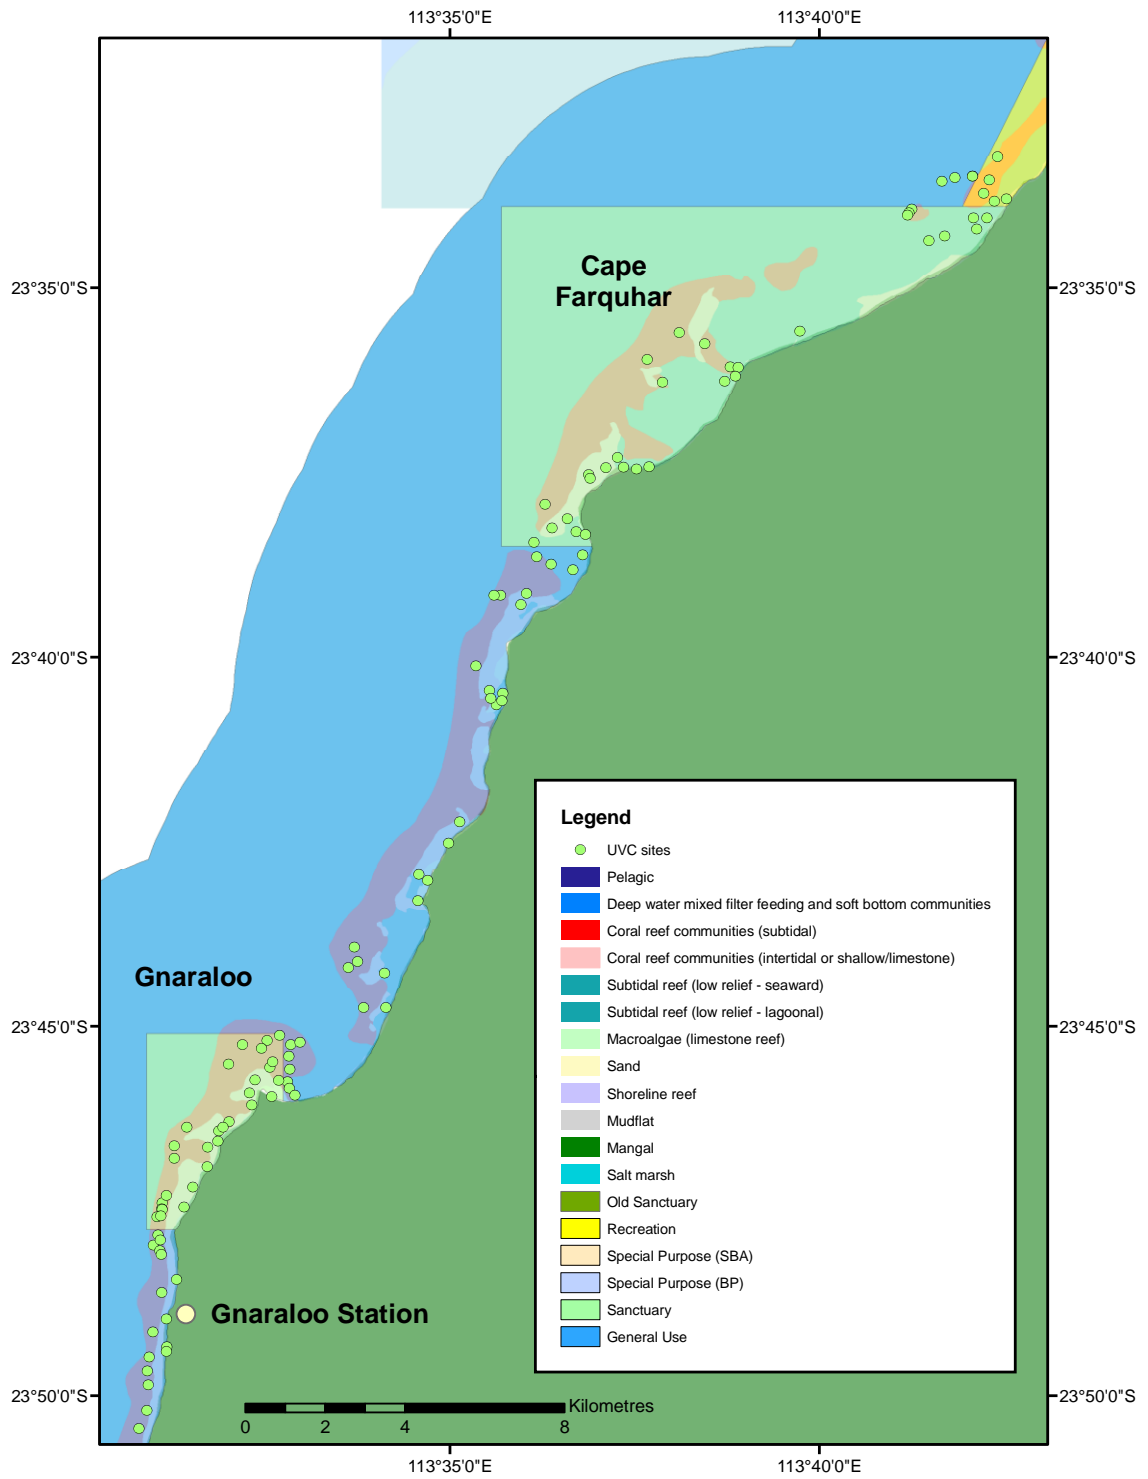 113°35'0"E
113°40'0"E
Cape
Farquhar
23°35'0"S
23°35'0"S
23°40'0"S
23°40'0"S
Gnaraloo
23°45'0"S
23°45'0"S
Gnaraloo Station
23°50'0"S
23°50'0"S
Legend
UVC sites
Pelagic
Deep water mixed filter feeding and soft bottom communities
Coral reef communities (subtidal)
Coral reef communities (intertidal or shallow/limestone)
Subtidal reef (low relief - seaward)
Subtidal reef (low relief - lagoonal)
Macroalgae (limestone reef)
Sand
Shoreline reef
Mudflat
Mangal
Salt marsh
Old Sanctuary
Recreation
Special Purpose (SBA)
Special Purpose (BP)
Sanctuary
General Use
Kilometres
0 2 4 8
113°35'0"E
113°40'0"E